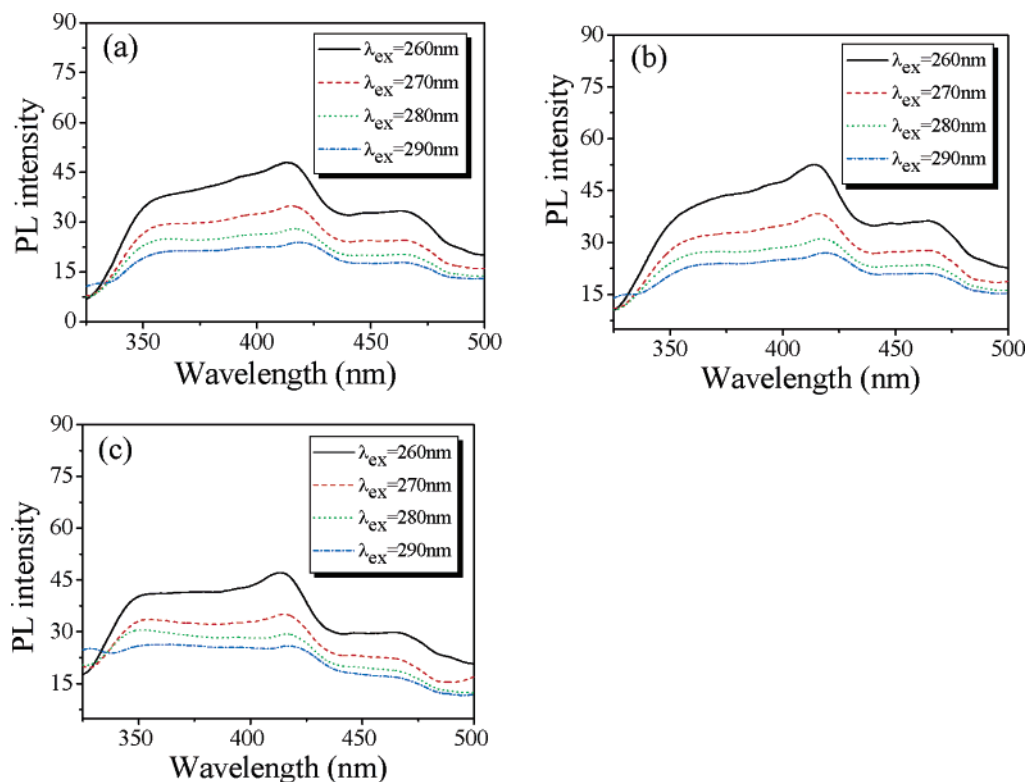 (a)
PL intensity
90
75
60
45
30
15
0
350
400
450
500
Wavelength (nm)
λex=260nm
λex=270nm
λex=280nm
λex=290nm
(b)
PL intensity
90
75
60
45
30
15
350
400
450
500
Wavelength (nm)
λex=260nm
λex=270nm
λex=280nm
λex=290nm
(c)
PL intensity
90
75
60
45
30
15
350
400
450
500
Wavelength (nm)
λex=260nm
λex=270nm
λex=280nm
λex=290nm